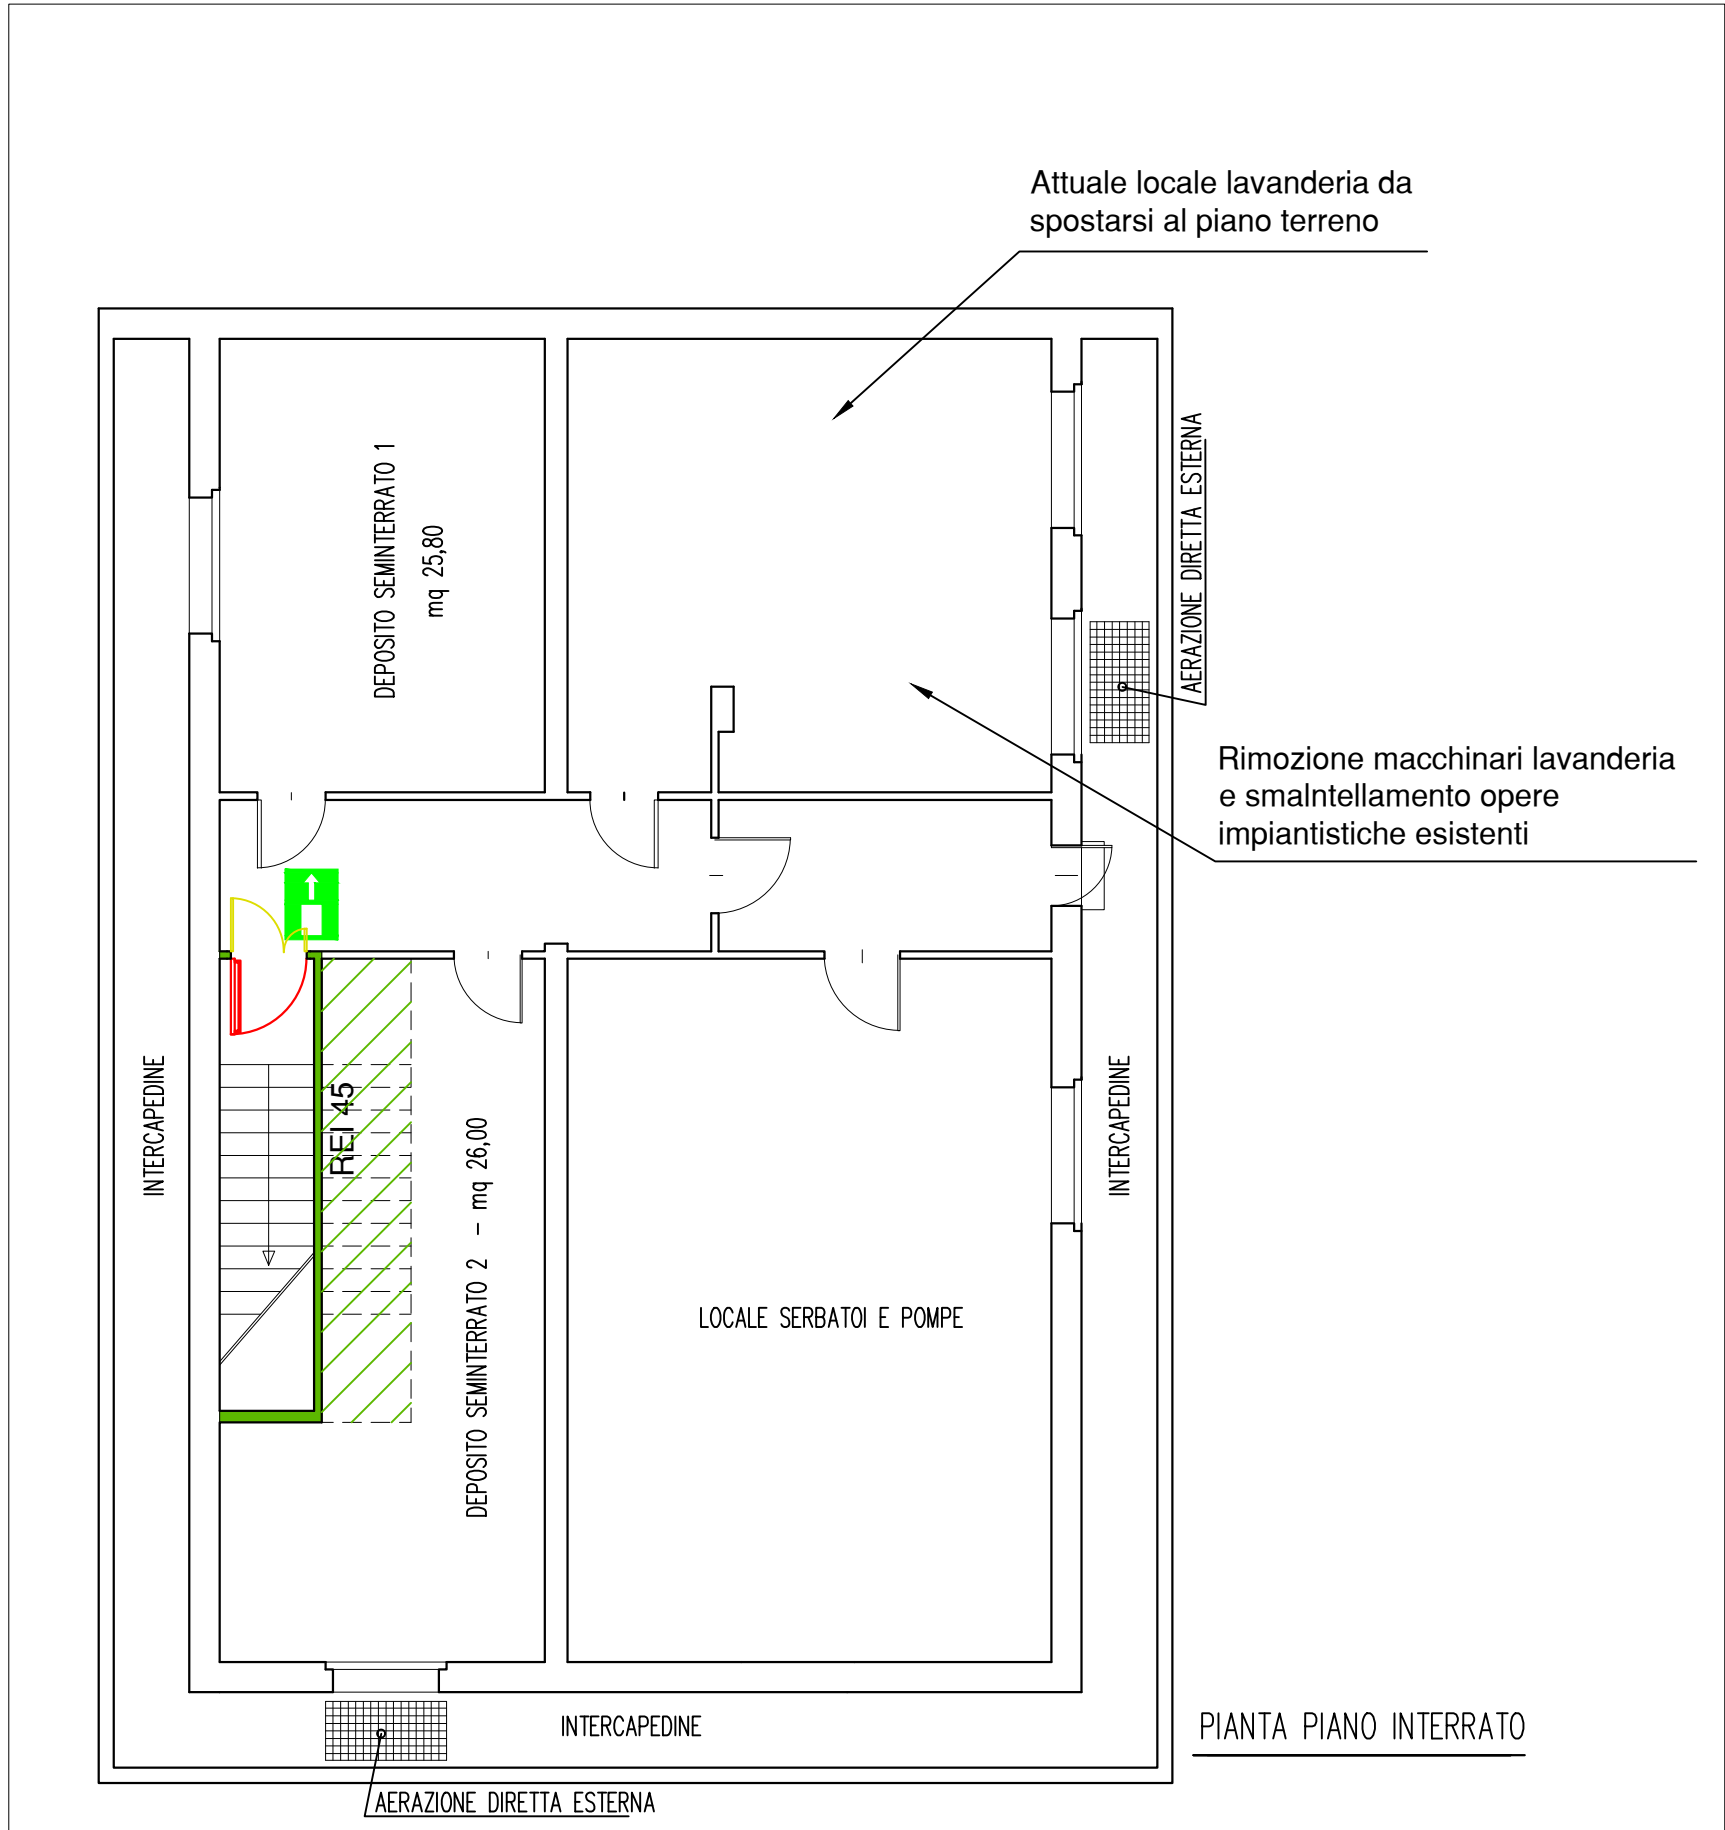 Attuale locale lavanderia da
spostarsi al piano terreno
AERAZIONE DIRETTA ESTERNA
DEPOSITO SEMINTERRATO 1
mq 25,80
Rimozione macchinari lavanderia
e smalntellamento opere
impiantistiche esistenti
INTERCAPEDINE
REI 45
DEPOSITO SEMINTERRATO 2 - mq 26,00
INTERCAPEDINE
LOCALE SERBATOI E POMPE
INTERCAPEDINE
PIANTA PIANO INTERRATO
AERAZIONE DIRETTA ESTERNA